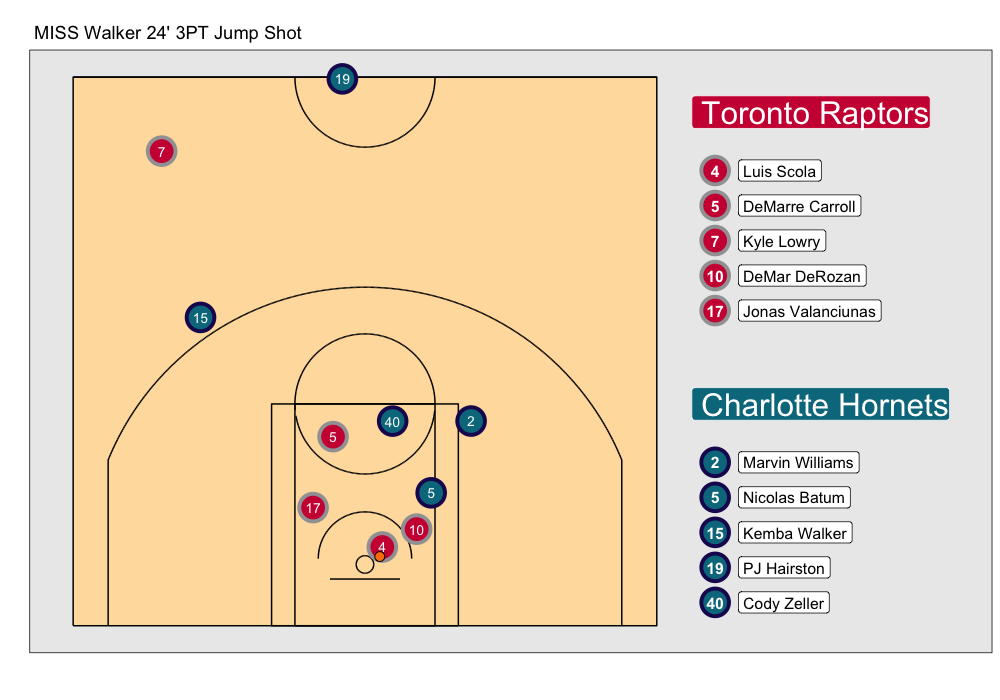 MISS Walker 24' 3PT Jump Shot
19
Toronto Raptors
7
4 Luis Scola
5 DeMarre Carroll
7 Kyle Lowry
10 DeMar DeRozan
15
17 Jonas Valanciunas
Charlotte Hornets
40
2
5
2 Marvin Williams
5
5 Nicolas Batum
17
10
15 Kemba Walker
4
19 PJ Hairston
40 Cody Zeller